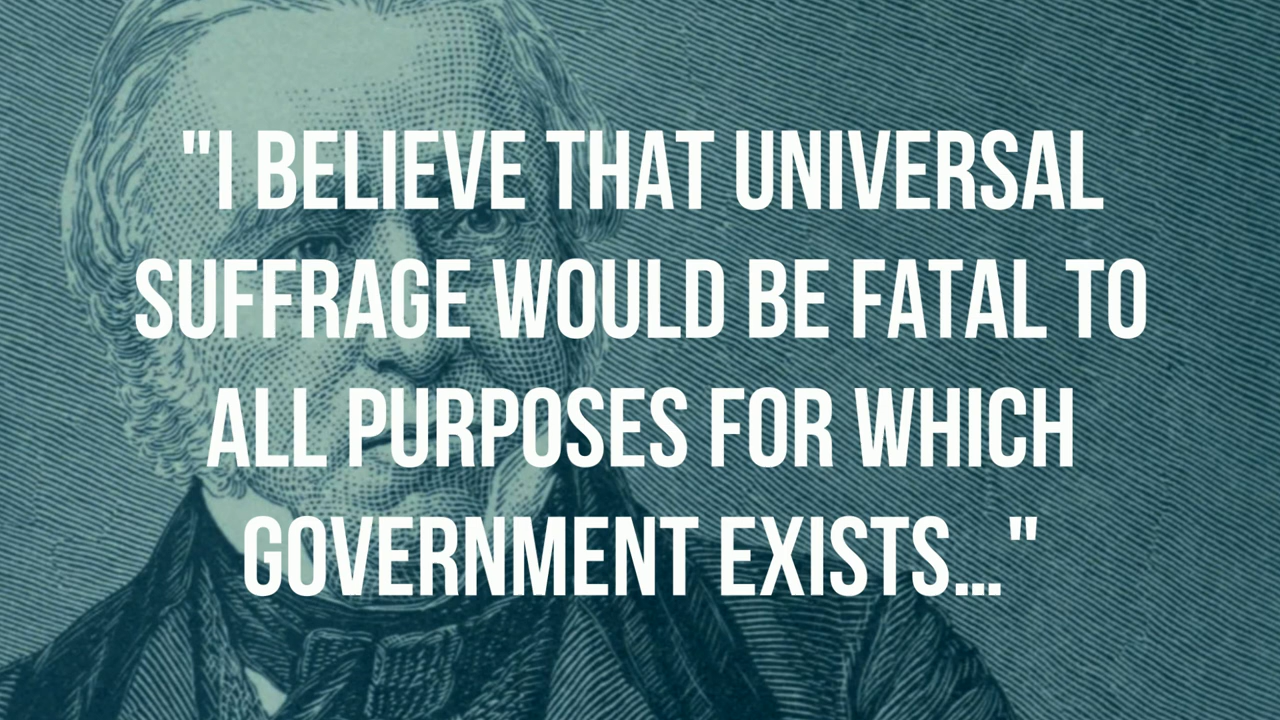 "I BELIEVE THAT UNIVERSAL
SUFFRAGE WOULD BE FATAL TO
ALL PURPOSES FOR WHICH
GOVERNMENT EXISTS..."